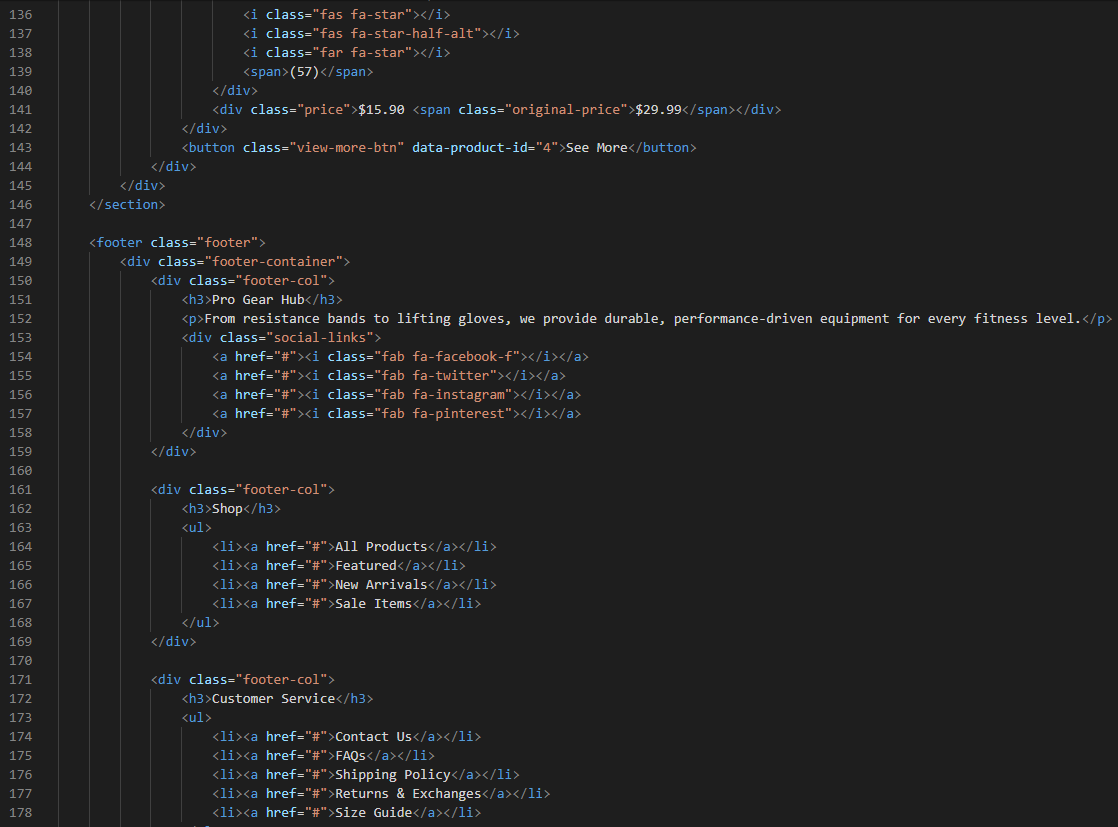 136                            <i class="fas fa-star"></i>
137                            <i class="fas fa-star-half-alt"></i>
138                            <i class="far fa-star"></i>
139                            <span>(57)</span>
140                        </div>
141                        <div class="price">$15.90 <span class="original-price">$29.99</span></div>
142                    </div>
143                    <button class="view-more-btn" data-product-id="4">See More</button>
144                </div>
145            </div>
146        </section>
147
148        <footer class="footer">
149            <div class="footer-container">
150                <div class="footer-col">
151                    <h3>Pro Gear Hub</h3>
152                    <p>From resistance bands to lifting gloves, we provide durable, performance-driven equipment for every fitness level.</p>
153                    <div class="social-links">
154                        <a href="#"><i class="fab fa-facebook-f"></i></a>
155                        <a href="#"><i class="fab fa-twitter"></i></a>
156                        <a href="#"><i class="fab fa-instagram"></i></a>
157                        <a href="#"><i class="fab fa-pinterest"></i></a>
158                    </div>
159                </div>
160
161                <div class="footer-col">
162                    <h3>Shop</h3>
163                    <ul>
164                        <li><a href="#">All Products</a></li>
165                        <li><a href="#">Featured</a></li>
166                        <li><a href="#">New Arrivals</a></li>
167                        <li><a href="#">Sale Items</a></li>
168                    </ul>
169                </div>
170
171                <div class="footer-col">
172                    <h3>Customer Service</h3>
173                    <ul>
174                        <li><a href="#">Contact Us</a></li>
175                        <li><a href="#">FAQs</a></li>
176                        <li><a href="#">Shipping Policy</a></li>
177                        <li><a href="#">Returns & Exchanges</a></li>
178                        <li><a href="#">Size Guide</a></li>